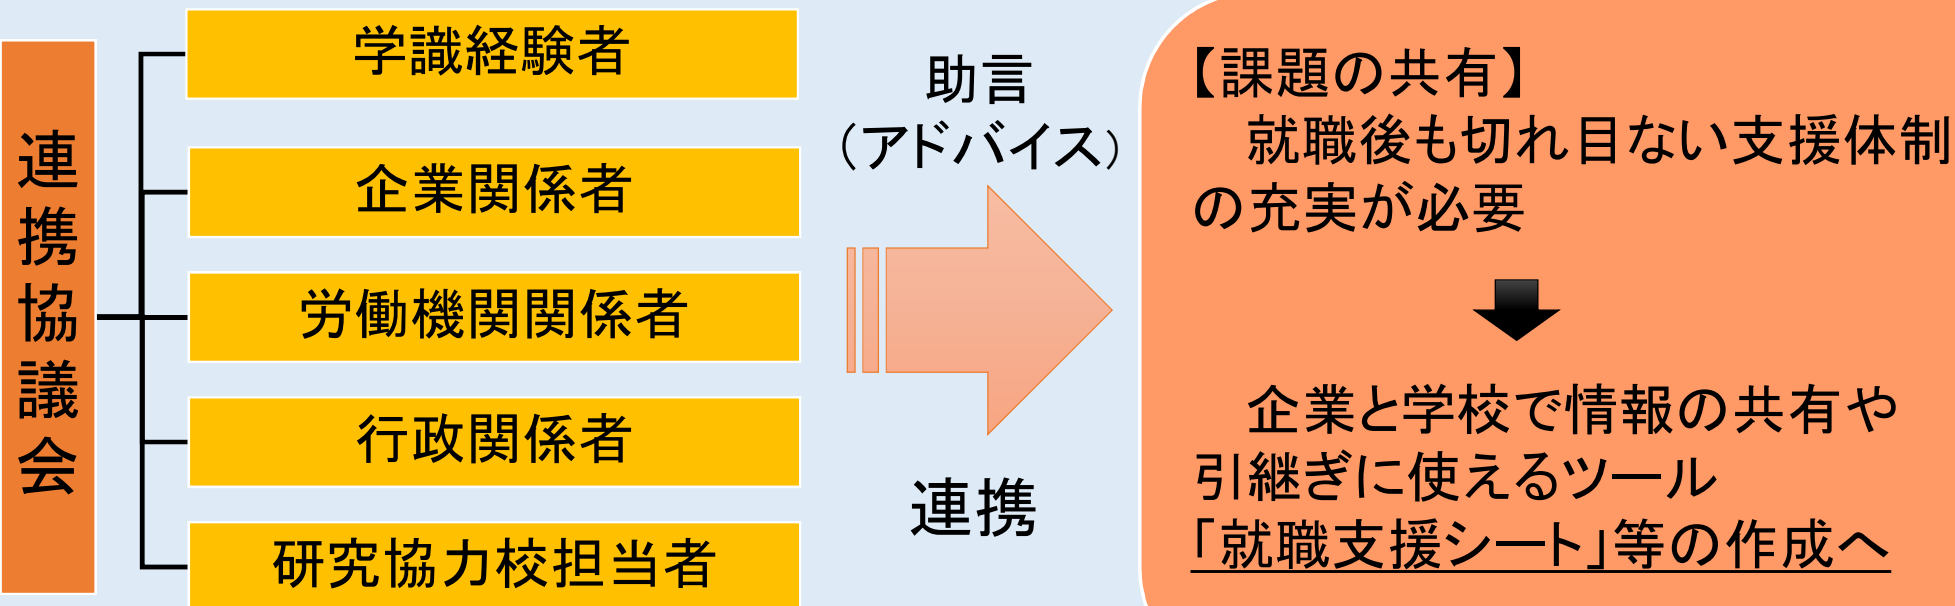 連携協議会
学識経験者
企業関係者
労働機関関係者
行政関係者
研究協力校担当者
助言
（アドバイス）
連携
【課題の共有】
就職後も切れ目ない支援体制
の充実が必要
企業と学校で情報の共有や
引継ぎに使えるツール
「就職支援シート」等の作成へ